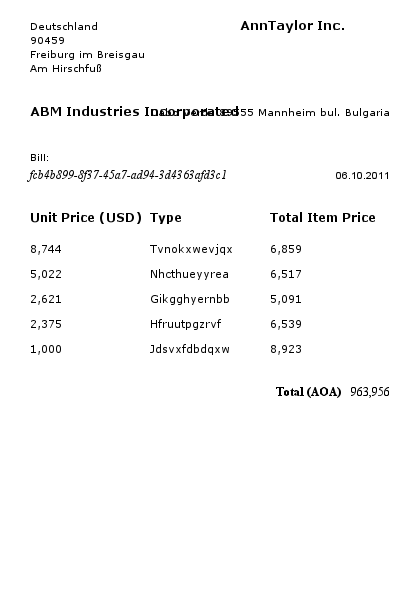 Deutschland
90459
Freiburg im Breisgau
Am Hirschfuß
AnnTaylor Inc.
ABM Industries Incorporated
Mannheim bul. Bulgaria
Bill:
fcb4b899-8f37-45a7-ad94-3d4363afd3c1
06.10.2011
Unit Price (USD) Type Total Item Price
8,744 Tvnokxwevjqx 6,859
5,022 Nhcthueyyrea 6,517
2,621 Gikgghyernbb 5,091
2,375 Hfruutpgzrvf 6,539
1,000 Jdsvxfdbdqxw 8,923
Total (AOA) 963,956